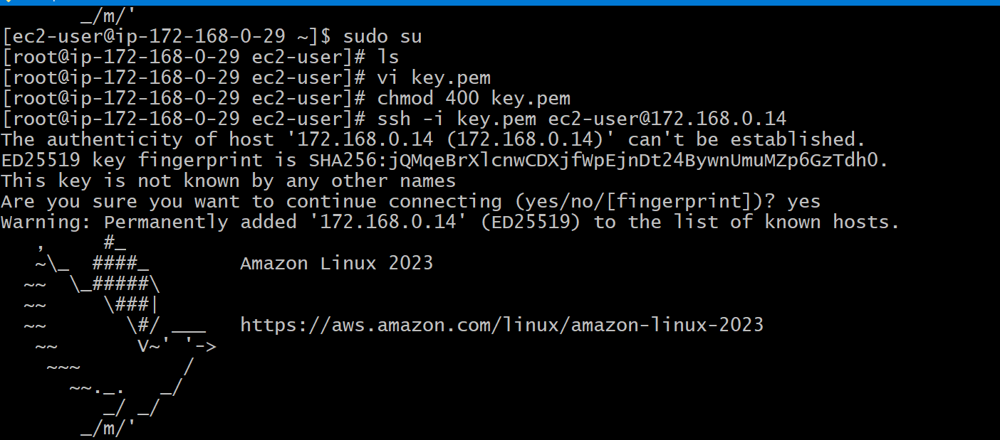 _/m/'
[ec2-user@ip-172-168-0-29 ~]$ sudo su
[root@ip-172-168-0-29 ec2-user]# ls
[root@ip-172-168-0-29 ec2-user]# vi key.pem
[root@ip-172-168-0-29 ec2-user]# chmod 400 key.pem
[root@ip-172-168-0-29 ec2-user]# ssh -i key.pem ec2-user@172.168.0.14
The authenticity of host '172.168.0.14 (172.168.0.14)' can't be established.
ED25519 key fingerprint is SHA256:jQMqeBrXlcnwCDXjfWpEjnDt24BywnUmuMZp6GzTdh0.
This key is not known by any other names
Are you sure you want to continue connecting (yes/no/[fingerprint])? yes
Warning: Permanently added '172.168.0.14' (ED25519) to the list of known hosts.
   ,     #_
   ~\_  ####_        Amazon Linux 2023
  ~~  \_#####\
  ~~     \###|
  ~~       \#/ ___   https://aws.amazon.com/linux/amazon-linux-2023
   ~~       V~' '->
    ~~~         /
      ~~._.   _/
         _/ _/
       _/m/'